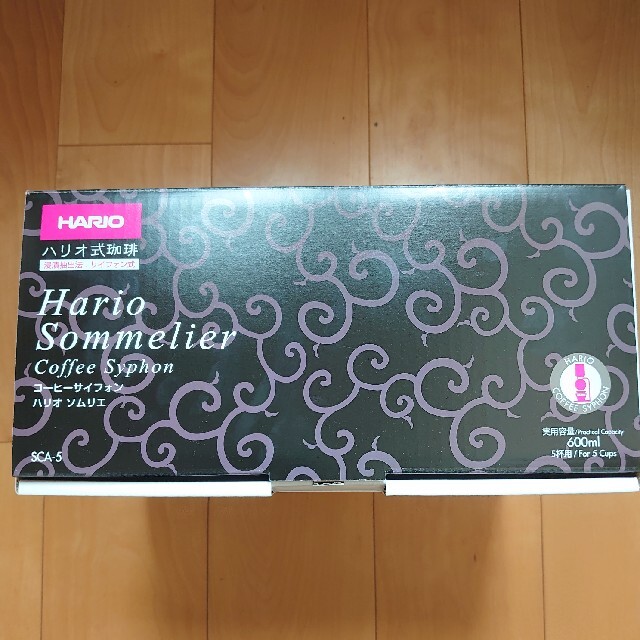 HARIO
ハリオ式珈琲
浸漬抽出法 サイフォン式
Hario
Sommelier
Coffee Syphon
コーヒーサイフォン
ハリオ ソムリエ
SCA-5
HARIO
COFFEE SYPHON
実用容量/Practical Capacity
600ml
5杯用/For 5 Cups